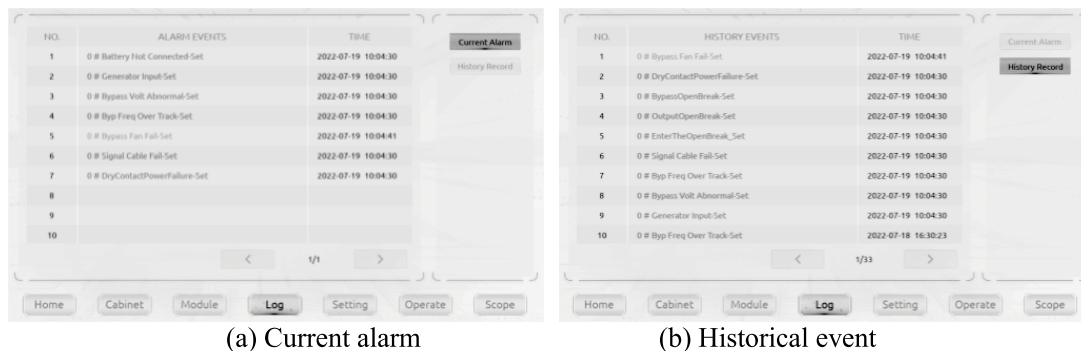 NO. ALARM EVENTS TIME
1 0 # Battery Not Connected-Set 2022-07-19 10:04:30
2 0 # Generator Input-Set 2022-07-19 10:04:30
3 0 # Bypass Volt Abnormal-Set 2022-07-19 10:04:30
4 0 # Byp Freq Over Track-Set 2022-07-19 10:04:30
5 0 # Bypass Fan Fail-Set 2022-07-19 10:04:41
6 0 # Signal Cable Fail-Set 2022-07-19 10:04:30
7 0 # DryContactPowerFailure-Set 2022-07-19 10:04:30
8
9
10
< 1/1 >
Current Alarm
History Record
Home Cabinet Module Log Setting Operate Scope
(a) Current alarm
NO. HISTORY EVENTS TIME
1 0 # Bypass Fan Fail-Set 2022-07-19 10:04:41
2 0 # DryContactPowerFailure-Set 2022-07-19 10:04:30
3 0 # BypassOpenBreak-Set 2022-07-19 10:04:30
4 0 # OutputOpenBreak-Set 2022-07-19 10:04:30
5 0 # EnterTheOpenBreak_Set 2022-07-19 10:04:30
6 0 # Signal Cable Fail-Set 2022-07-19 10:04:30
7 0 # Byp Freq Over Track-Set 2022-07-19 10:04:30
8 0 # Bypass Volt Abnormal-Set 2022-07-19 10:04:30
9 0 # Generator Input-Set 2022-07-19 10:04:30
10 0 # Byp Freq Over Track-Set 2022-07-18 16:30:23
< 1/33 >
Current Alarm
History Record
Home Cabinet Module Log Setting Operate Scope
(b) Historical event